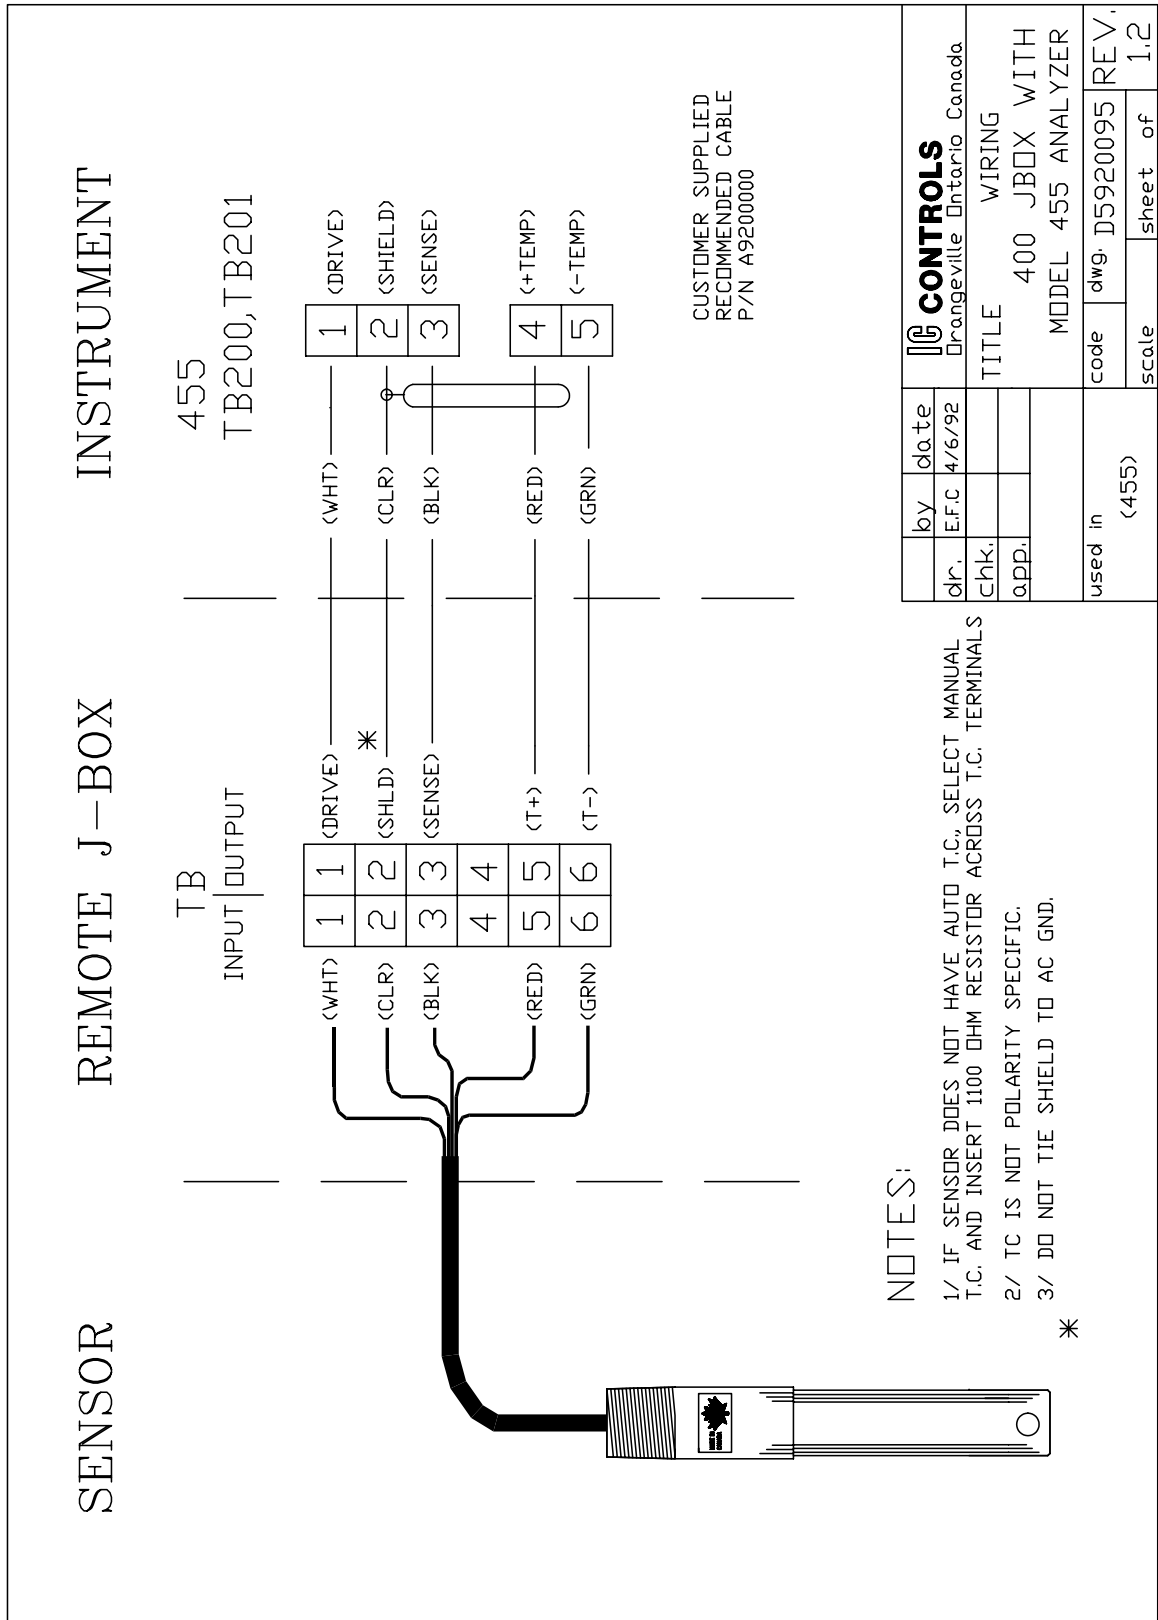 SENSOR
REMOTE J-BOX
INSTRUMENT
TB
INPUT OUTPUT
455
TB200,TB201
(WHT) 1 1 (DRIVE) (WHT) 1 (DRIVE)
(CLR) 2 2 (SHLD) * (CLR) 2 (SHIELD)
(BLK) 3 3 (SENSE) (BLK) 3 (SENSE)
4 4
(RED) 5 5 (T+) (RED) 4 (+TEMP)
(GRN) 6 6 (T-) (GRN) 5 (-TEMP)
CUSTOMER SUPPLIED
RECOMMENDED CABLE
P/N A9200000
NOTES:
1/ IF SENSOR DOES NOT HAVE AUTO T.C., SELECT MANUAL
T.C. AND INSERT 1100 OHM RESISTOR ACROSS T.C. TERMINALS
2/ TC IS NOT POLARITY SPECIFIC.
* 3/ DO NOT TIE SHIELD TO AC GND.
by date
dr. E.F.C 4/6/92
chk.
app.
used in
(455)
IC CONTROLS
Orangeville Ontario Canada
TITLE WIRING
400 JBOX WITH
MODEL 455 ANALYZER
code dwg. D5920095 REV.
1.2
scale sheet of